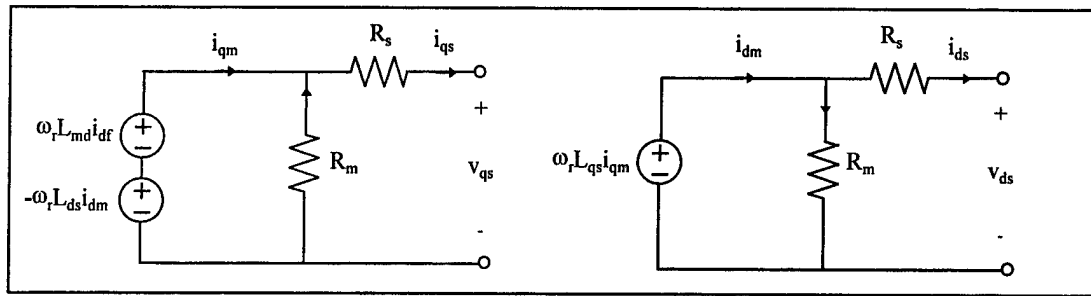 i_qm
R_s
i_qs
ω_r L_md i_df
+
−
-ω_r L_ds i_dm
+
−
R_m
+
v_qs
-
i_dm
R_s
i_ds
ω_r L_qs i_qm
+
−
R_m
+
v_ds
-